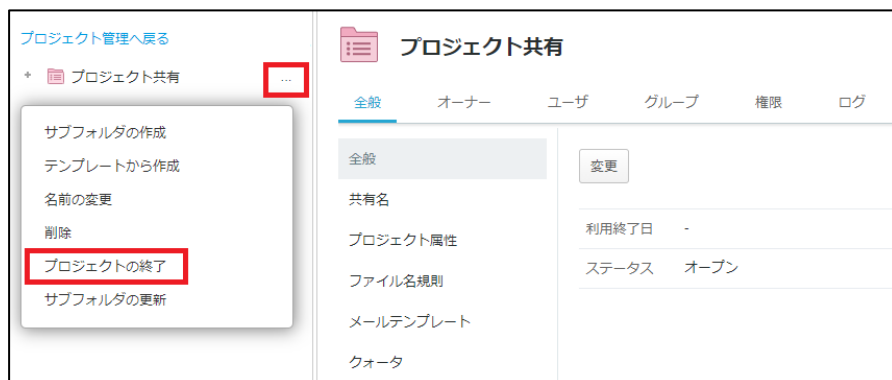 プロジェクト管理へ戻る
プロジェクト共有
...
サブフォルダの作成
テンプレートから作成
名前の変更
削除
プロジェクトの終了
サブフォルダの更新
プロジェクト共有
全般 オーナー ユーザ グループ 権限 ログ
全般
共有名
プロジェクト属性
ファイル名規則
メールテンプレート
クォータ
変更
利用終了日 -
ステータス オープン